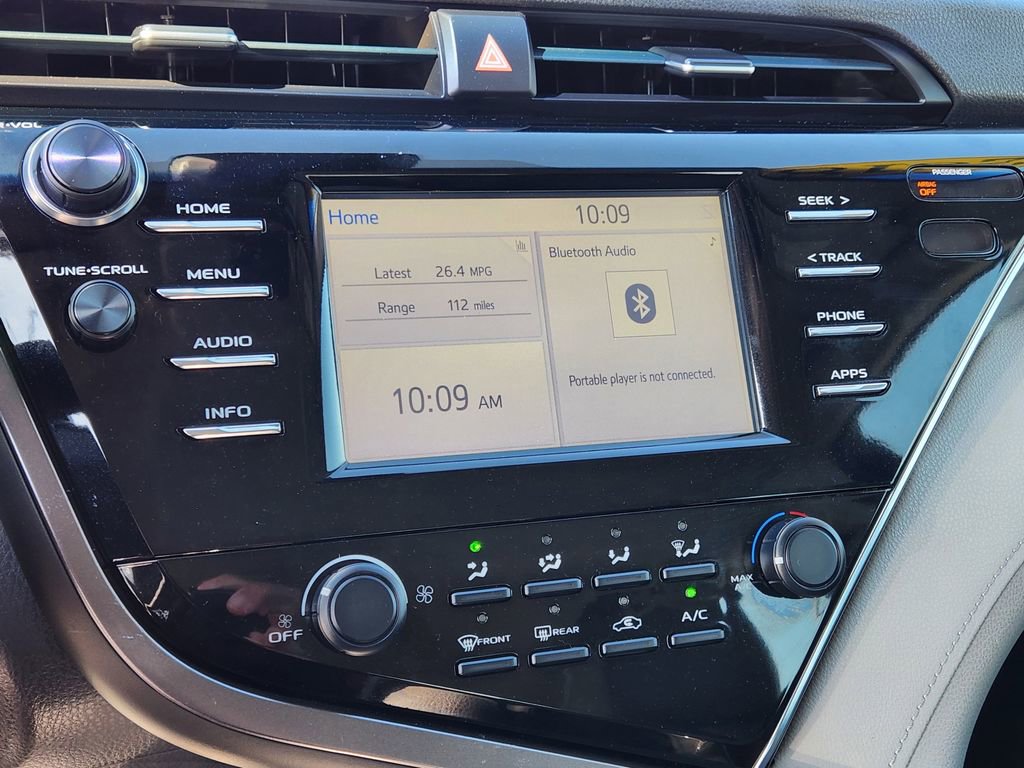 VOL
HOME
TUNE•SCROLL
MENU
AUDIO
INFO
Home
10:09
Latest 26.4 MPG
Range 112 miles
10:09 AM
Bluetooth Audio
Portable player is not connected.
SEEK >
< TRACK
PHONE
APPS
PASSENGER
AIRBAG
OFF
OFF
MAX
FRONT
REAR
A/C